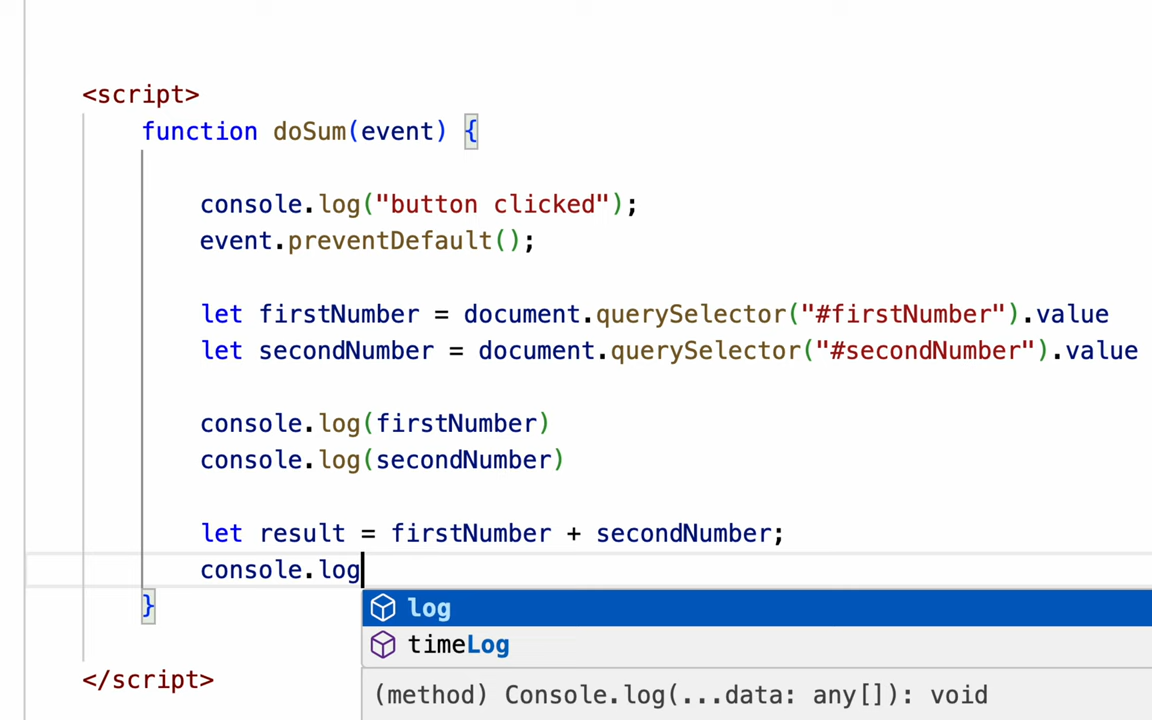 <script>
function doSum(event) {
console.log("button clicked");
event.preventDefault();
let firstNumber = document.querySelector("#firstNumber").value
let secondNumber = document.querySelector("#secondNumber").value
console.log(firstNumber)
console.log(secondNumber)
let result = firstNumber + secondNumber;
console.log
log
}
timeLog
</script>
(method) Console.log(...data: any[]): void